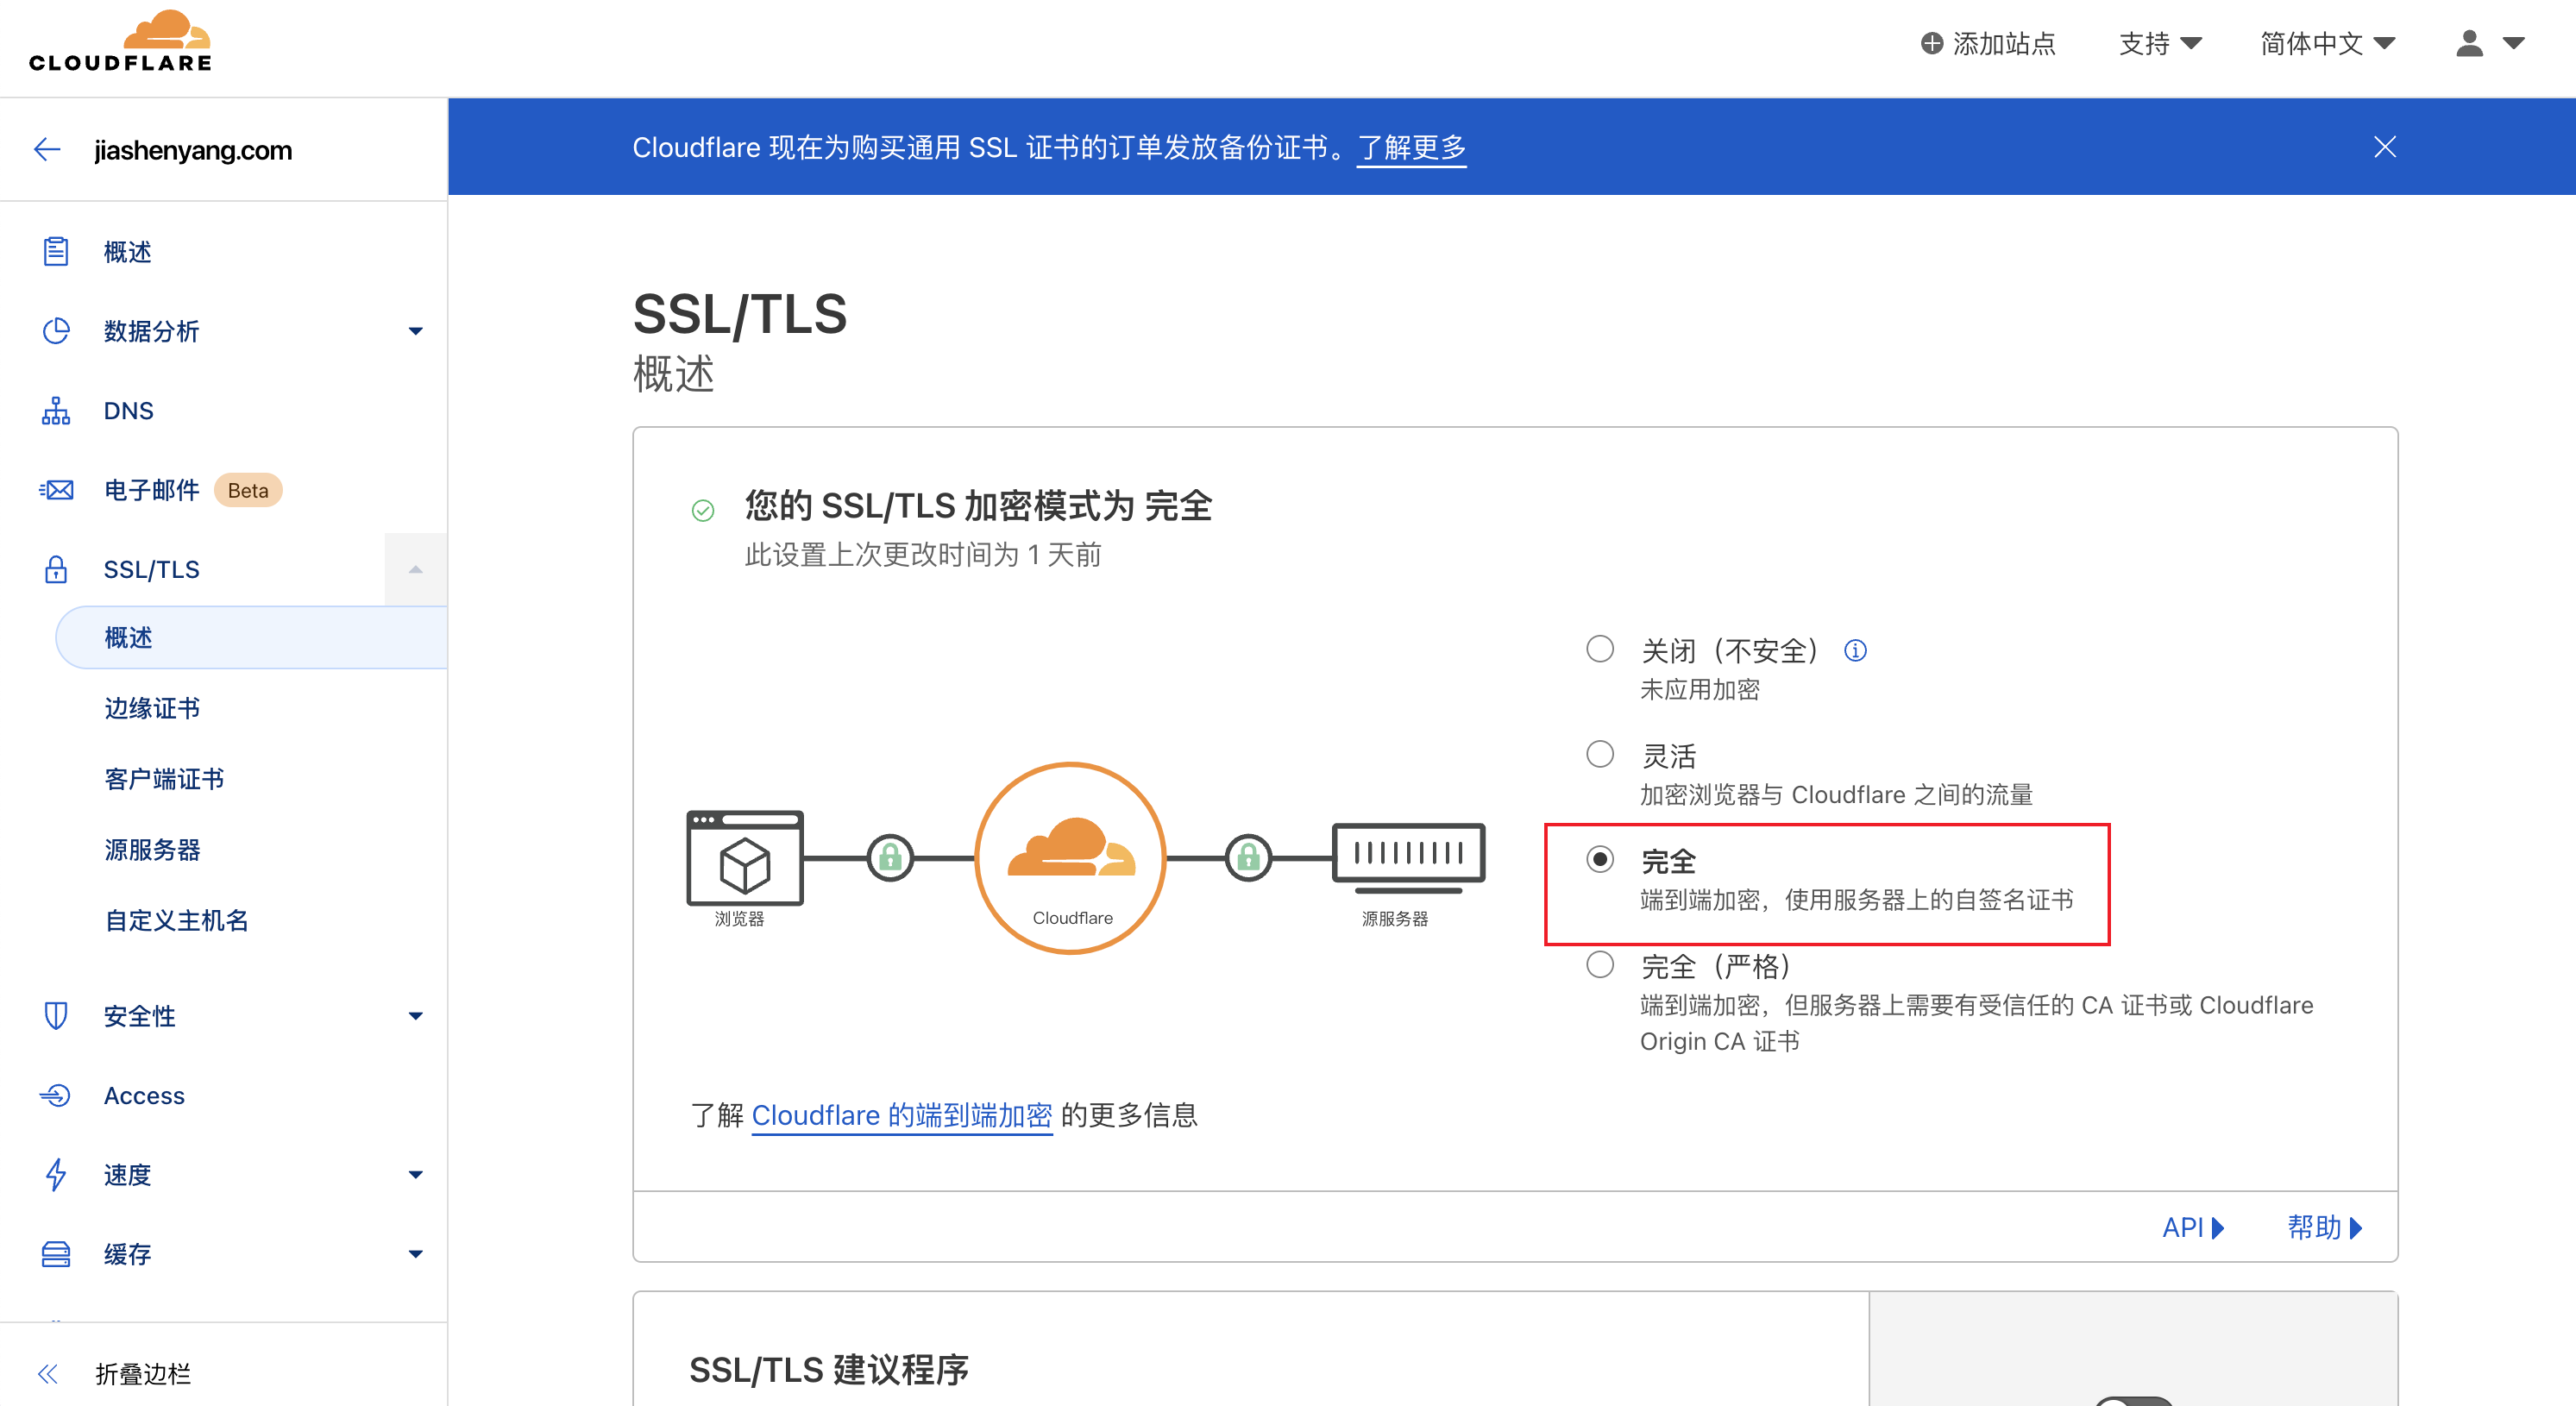 CLOUDFLARE
添加站点
支持
简体中文
jiashenyang.com
Cloudflare 现在为购买通用 SSL 证书的订单发放备份证书。了解更多
概述
数据分析
DNS
电子邮件 Beta
SSL/TLS
概述
边缘证书
客户端证书
源服务器
自定义主机名
安全性
Access
速度
缓存
折叠边栏
SSL/TLS
概述
您的 SSL/TLS 加密模式为 完全
此设置上次更改时间为 1 天前
浏览器
Cloudflare
源服务器
关闭（不安全）
未应用加密
灵活
加密浏览器与 Cloudflare 之间的流量
完全
端到端加密，使用服务器上的自签名证书
完全（严格）
端到端加密，但服务器上需要有受信任的 CA 证书或 Cloudflare
Origin CA 证书
了解 Cloudflare 的端到端加密 的更多信息
API
帮助
SSL/TLS 建议程序